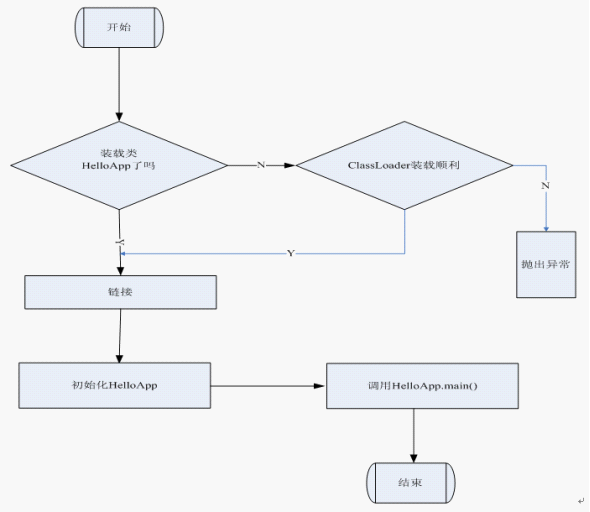 开始
装载类
HelloApp了吗
N
ClassLoader装载顺利
N
Y
Y
抛出异常
链接
初始化HelloApp
调用HelloApp.main()
结束